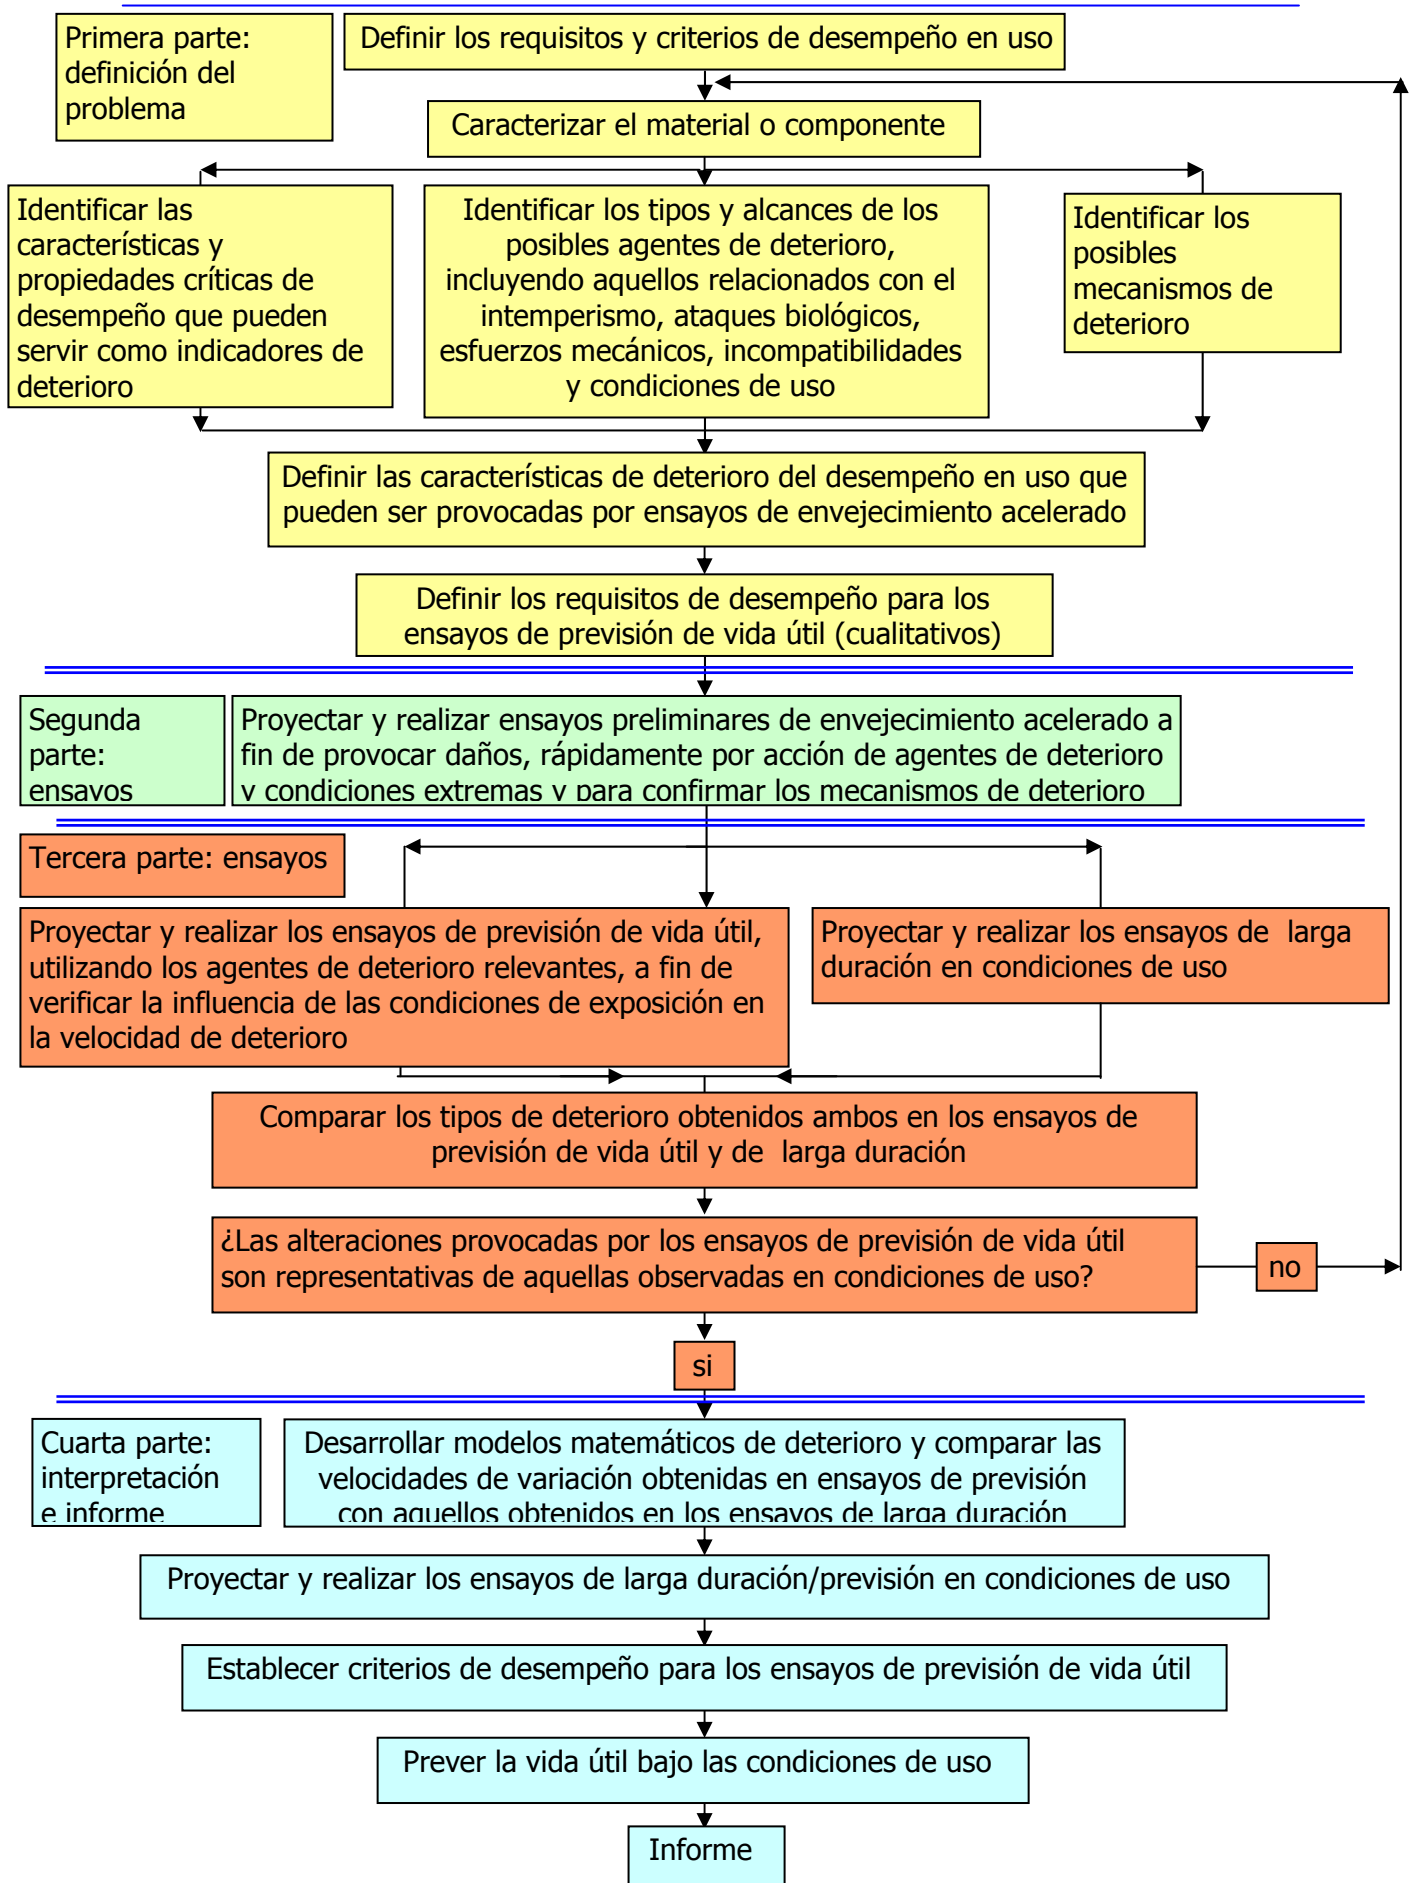 Primera parte:
definición del
problema
Definir los requisitos y criterios de desempeño en uso
Caracterizar el material o componente
Identificar las
características y
propiedades críticas de
desempeño que pueden
servir como indicadores de
deterioro
Identificar los tipos y alcances de los
posibles agentes de deterioro,
incluyendo aquellos relacionados con el
intemperismo, ataques biológicos,
esfuerzos mecánicos, incompatibilidades
y condiciones de uso
Identificar los
posibles
mecanismos de
deterioro
Definir las características de deterioro del desempeño en uso que
pueden ser provocadas por ensayos de envejecimiento acelerado
Definir los requisitos de desempeño para los
ensayos de previsión de vida útil (cualitativos)
Segunda
parte:
ensayos
Proyectar y realizar ensayos preliminares de envejecimiento acelerado a
fin de provocar daños, rápidamente por acción de agentes de deterioro
y condiciones extremas y para confirmar los mecanismos de deterioro
Tercera parte: ensayos
Proyectar y realizar los ensayos de previsión de vida útil,
utilizando los agentes de deterioro relevantes, a fin de
verificar la influencia de las condiciones de exposición en
la velocidad de deterioro
Proyectar y realizar los ensayos de larga
duración en condiciones de uso
Comparar los tipos de deterioro obtenidos ambos en los ensayos de
previsión de vida útil y de larga duración
¿Las alteraciones provocadas por los ensayos de previsión de vida útil
son representativas de aquellas observadas en condiciones de uso?
no
si
Cuarta parte:
interpretación
e informe
Desarrollar modelos matemáticos de deterioro y comparar las
velocidades de variación obtenidas en ensayos de previsión
con aquellos obtenidos en los ensayos de larga duración
Proyectar y realizar los ensayos de larga duración/previsión en condiciones de uso
Establecer criterios de desempeño para los ensayos de previsión de vida útil
Prever la vida útil bajo las condiciones de uso
Informe